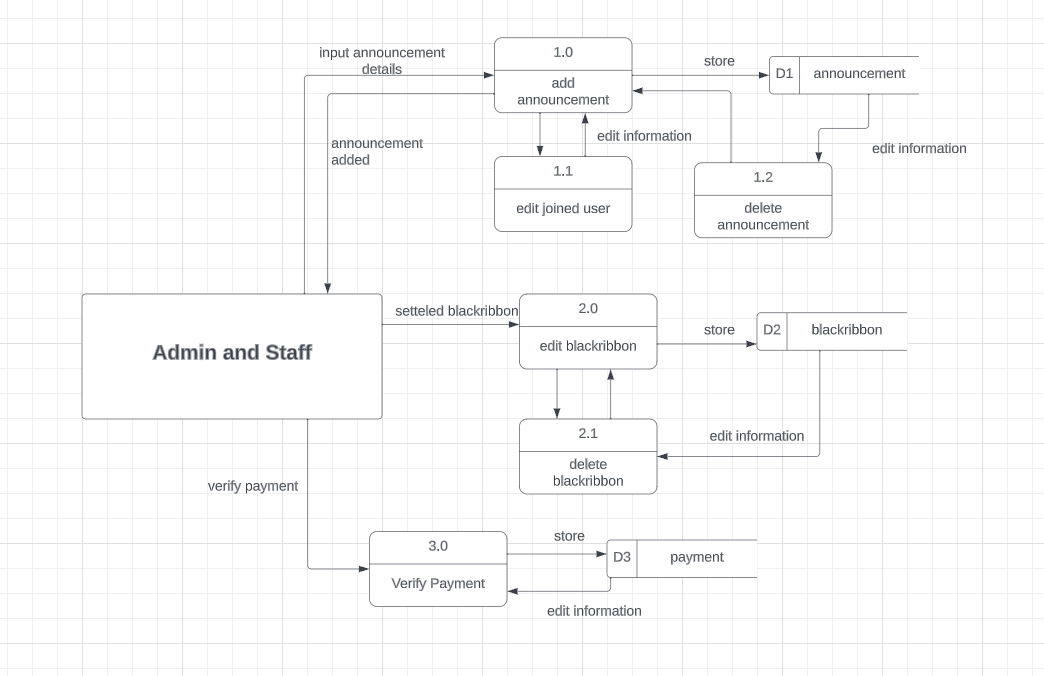 input announcement
details
1.0
add
announcement
store
D1
announcement
announcement
added
edit information
edit information
1.1
edit joined user
1.2
delete
announcement
Admin and Staff
setteled blackribbon
2.0
edit blackribbon
store
D2
blackribbon
2.1
delete
blackribbon
edit information
verify payment
3.0
Verify Payment
store
D3
payment
edit information